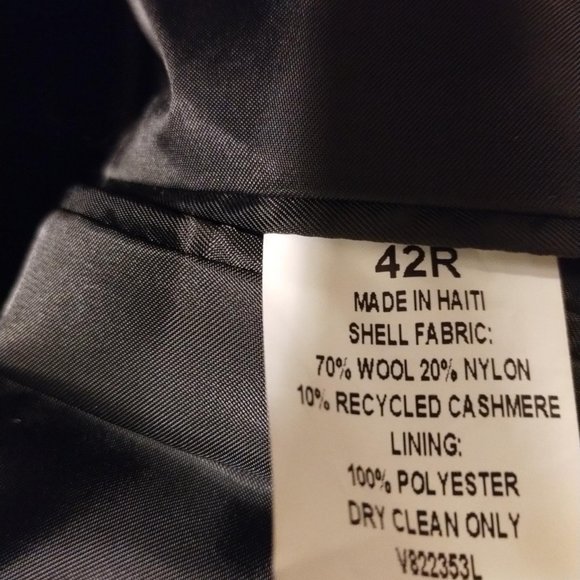 42R
MADE IN HAITI
SHELL FABRIC:
70% WOOL 20% NYLON
10% RECYCLED CASHMERE
LINING:
100% POLYESTER
DRY CLEAN ONLY
V822353L